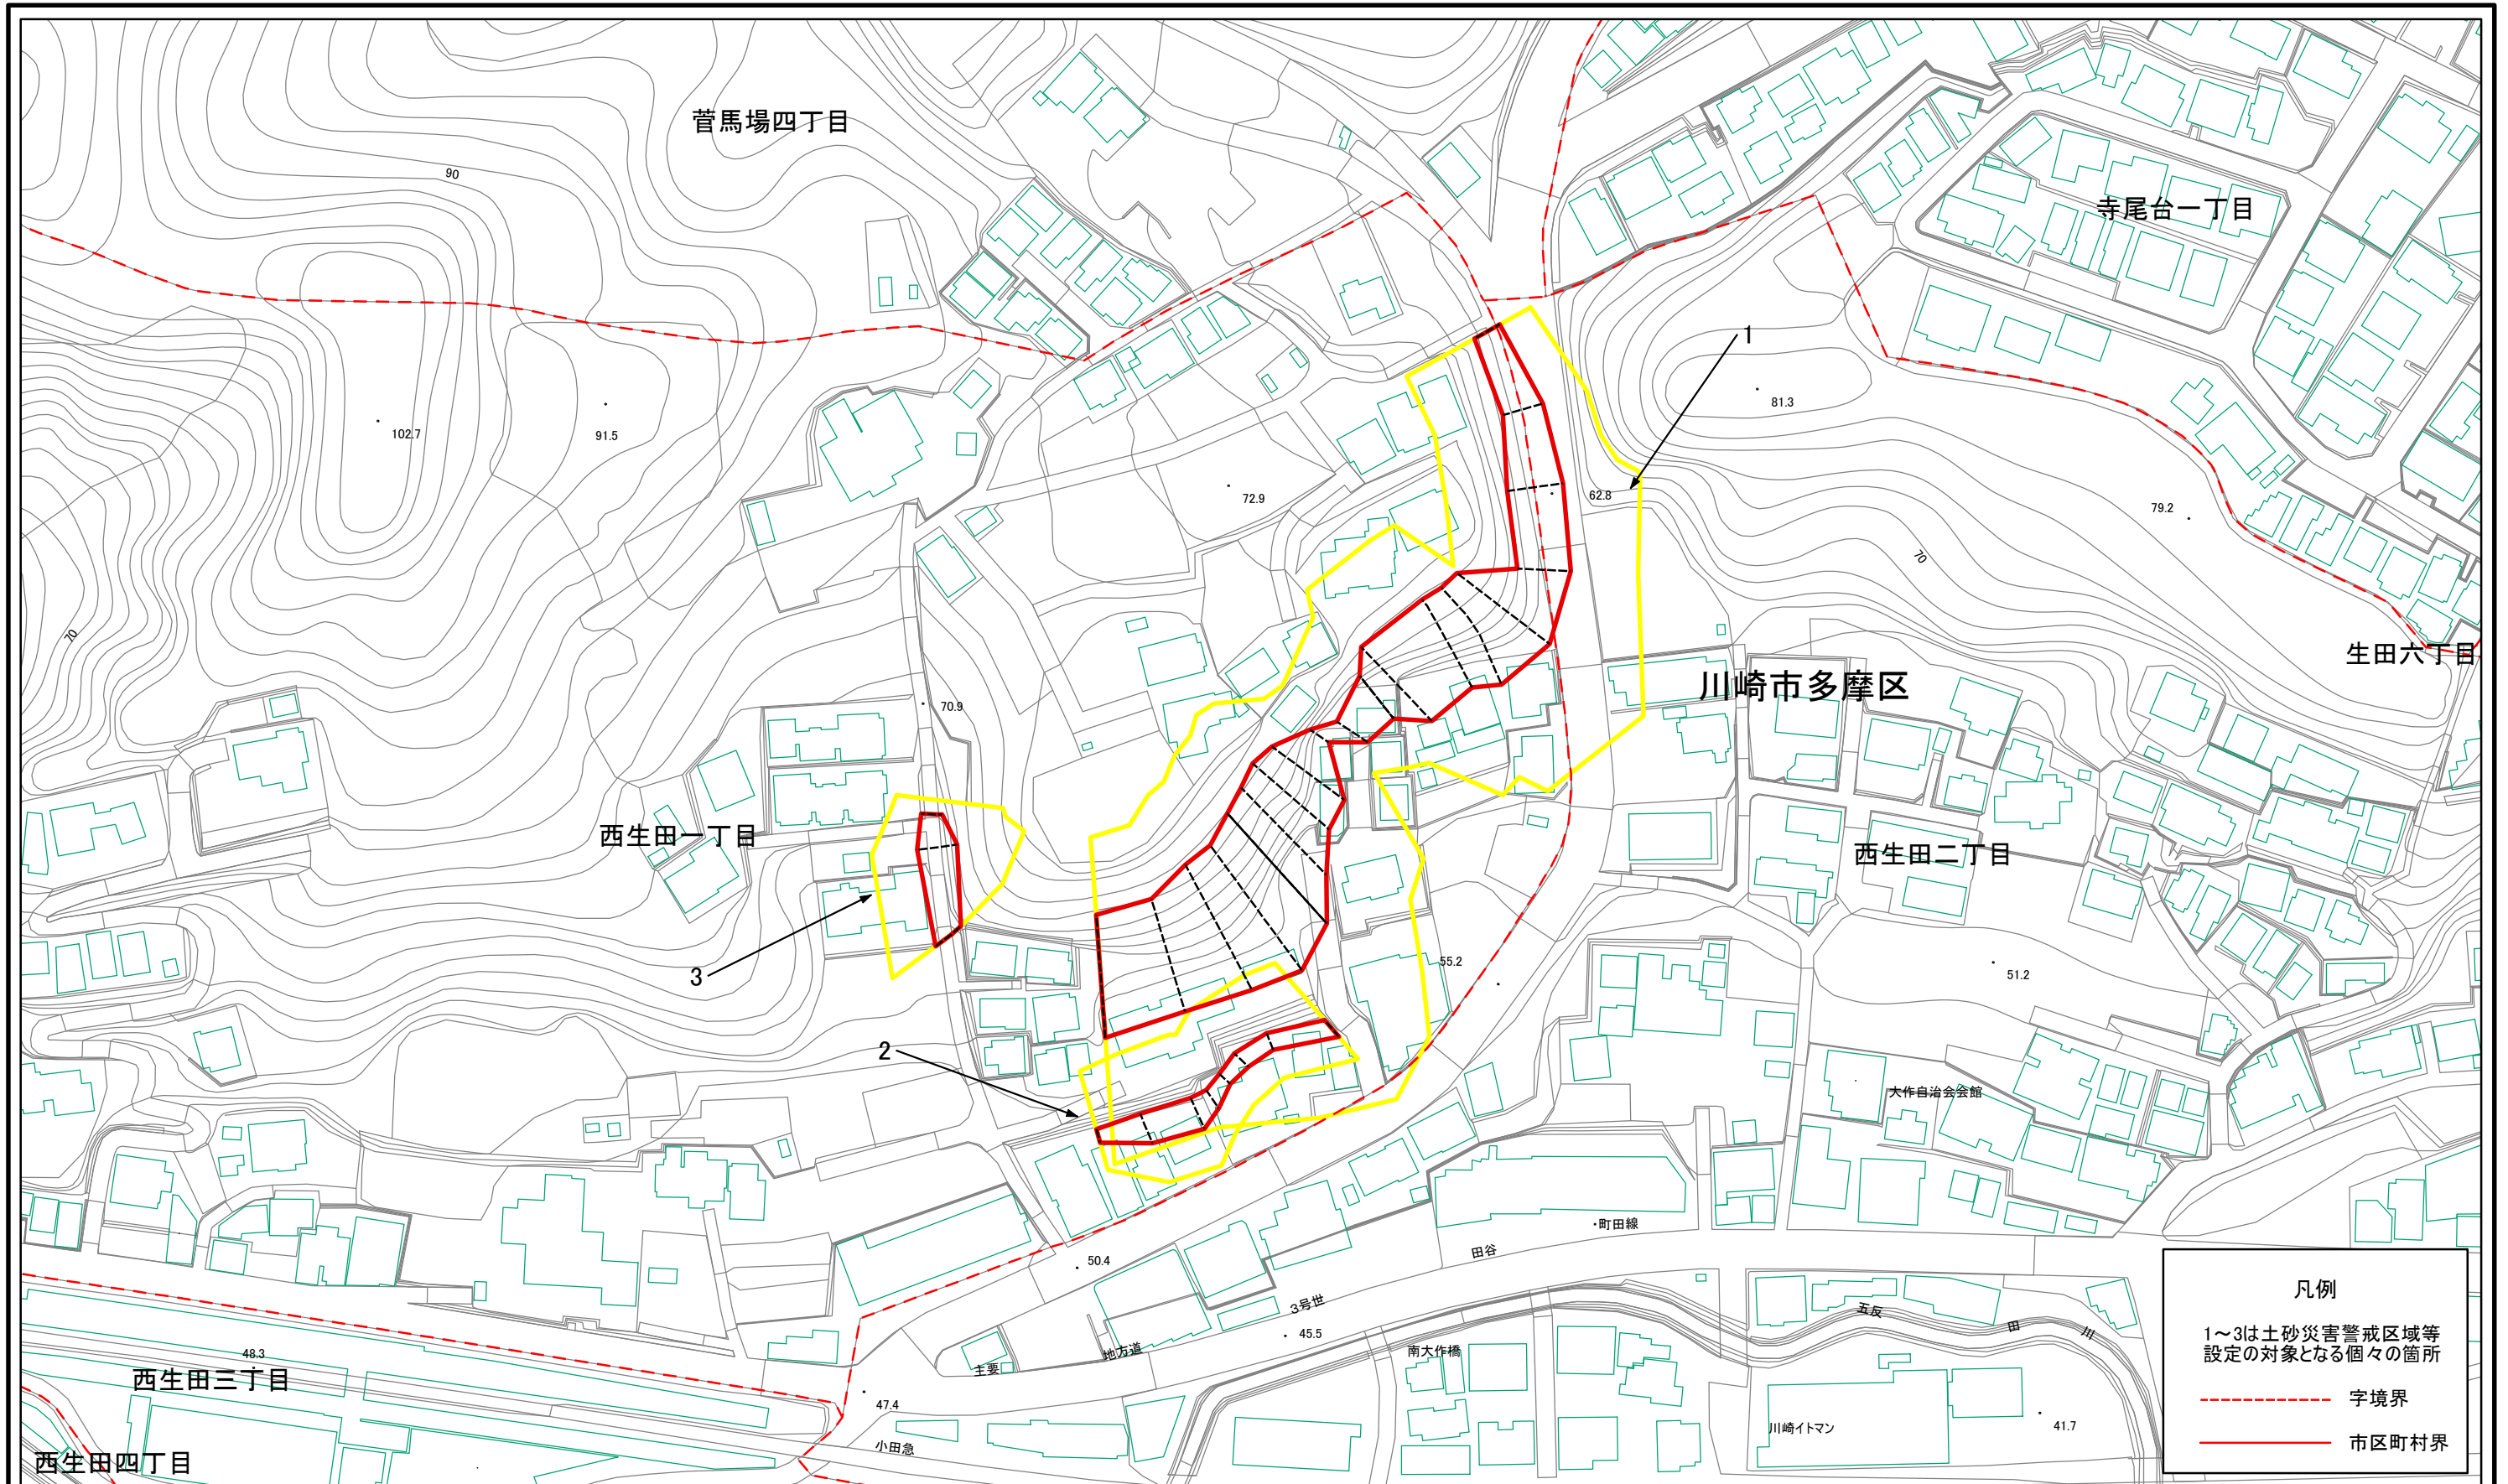 菅馬場四丁目
90
寺尾台一丁目
1
81.3
102.7
91.5
72.9
62.8
79.2
70
70
生田六丁目
川崎市多摩区
70.9
西生田一丁目
西生田二丁目
3
55.2
51.2
2
大作自治会会館
町田線
田谷
50.4
3号世
45.5
地方道
主要
五反
田
川
南大作橋
48.3
西生田三丁目
47.4
小田急
川崎イトマン
41.7
西生田四丁目
凡例
1～3は土砂災害警戒区域等
設定の対象となる個々の箇所
字境界
市区町村界